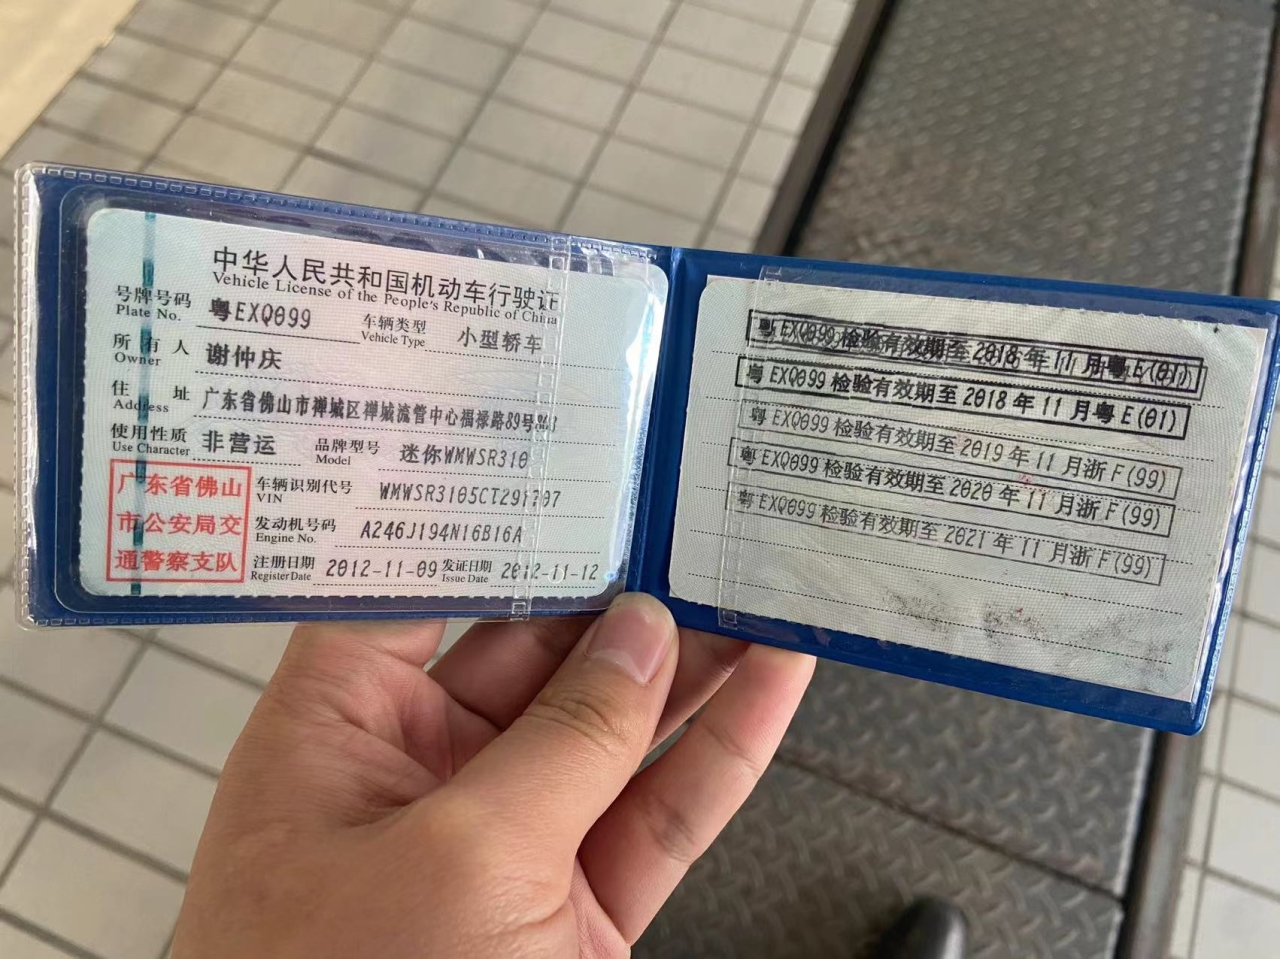 中华人民共和国机动车行驶证
Vehicle License of the People's Republic of China
号牌号码 粤EXQ099 车辆类型 小型轿车
Plate No. Vehicle Type
所有人 谢仲庆
Owner
住址 广东省佛山市禅城区禅城流管中心福禄路89号
Address
使用性质 非营运 品牌型号 迷你WMWSR310
Use Character Model
广东省佛山
市公安局交
通警察支队
车辆识别代号 WMWSR3105CT291797
VIN
发动机号码 A246J194N16B16A
Engine No.
注册日期 2012-11-09 发证日期 2012-11-12
Register Date Issue Date
粤EXQ099 检验有效期至2018年11月粤E(01)
粤EXQ099 检验有效期至2018年11月粤E(01)
粤EXQ099 检验有效期至2019年11月浙F(99)
粤EXQ099 检验有效期至2020年11月浙F(99)
粤EXQ099 检验有效期至2021年11月浙F(99)